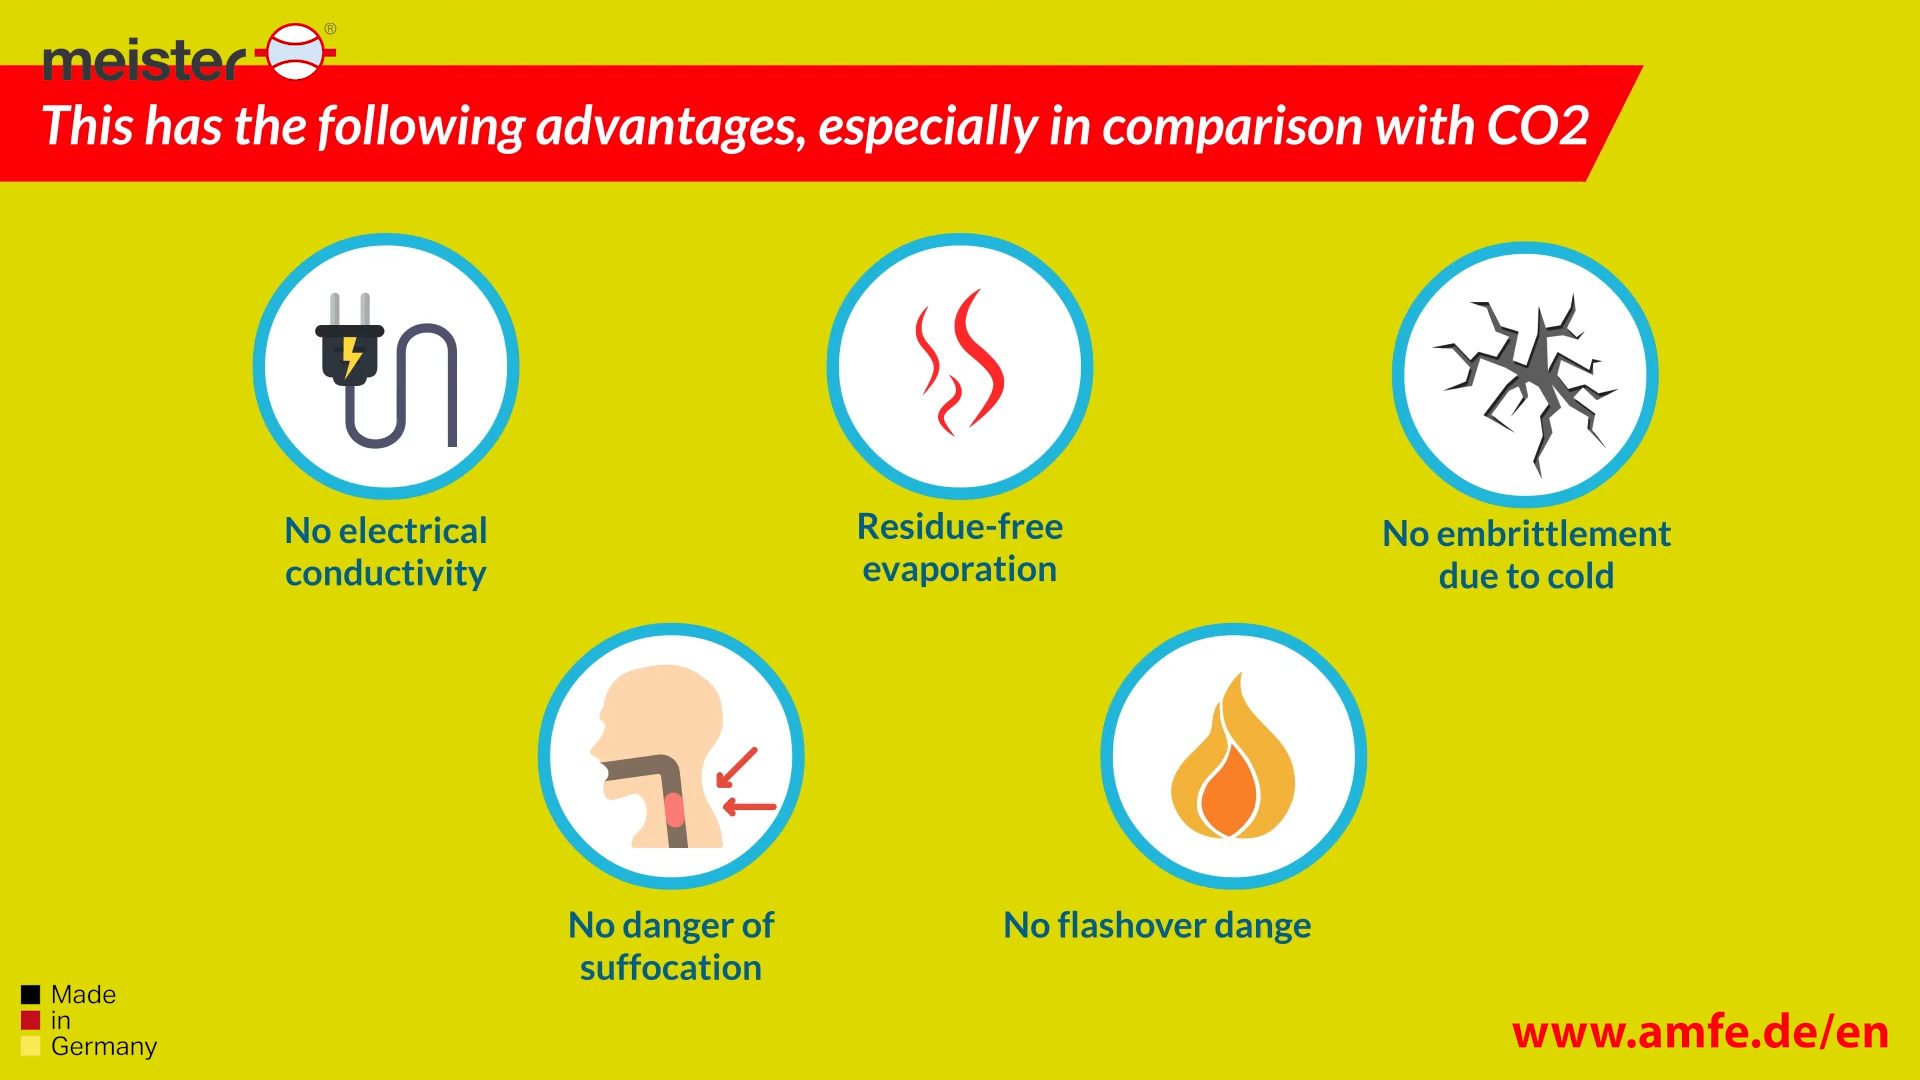 meister®
This has the following advantages, especially in comparison with CO2
No electrical
conductivity
Residue-free
evaporation
No embrittlement
due to cold
No danger of
suffocation
No flashover dange
Made
in
Germany
www.amfe.de/en